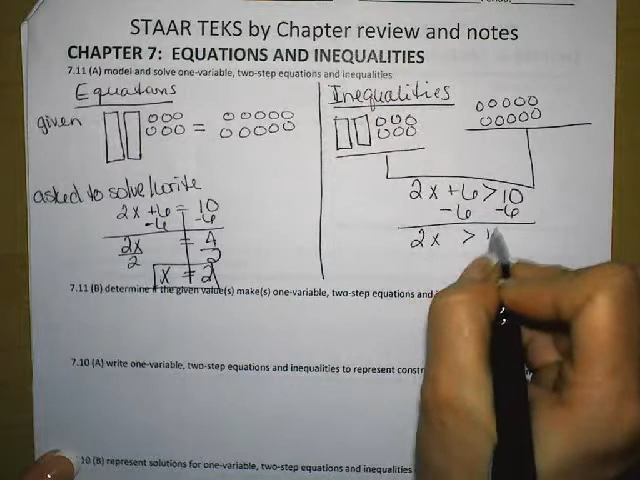 STAAR TEKS by Chapter review and notes
CHAPTER 7: EQUATIONS AND INEQUALITIES
7.11 (A) model and solve one-variable, two-step equations and inequalities
Equations
given
=
asked to solve/write
2x + 6 = 10
-6 -6
2x = 4
2 2
x = 2
Inequalities
2x + 6 > 10
-6 -6
2x >
7.11 (B) determine if the given value(s) make(s) one-variable, two-step equations and
7.10 (A) write one-variable, two-step equations and inequalities to represent
10 (B) represent solutions for one-variable, two-step equations and inequalities